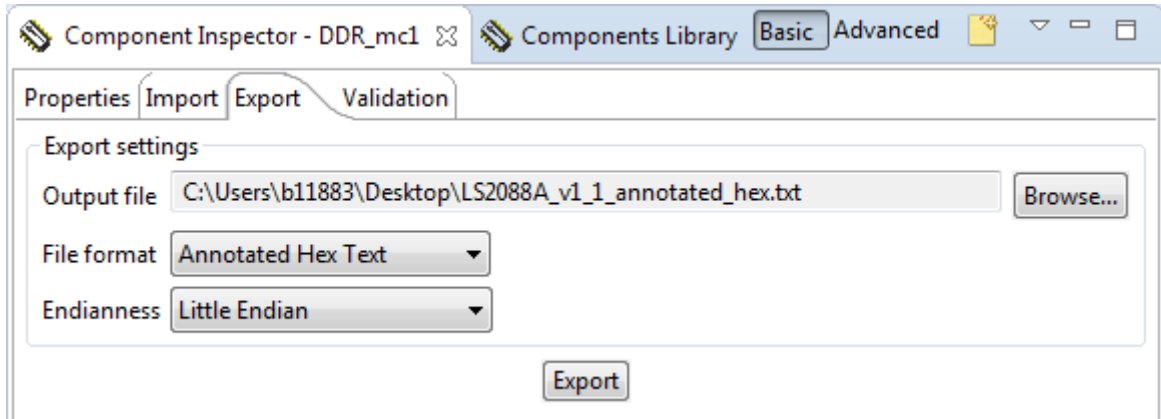 Component Inspector - DDR_mc1 Components Library Basic Advanced
Properties Import Export Validation
Export settings
Output file C:\Users\b11883\Desktop\LS2088A_v1_1_annotated_hex.txt Browse...
File format Annotated Hex Text
Endianness Little Endian
Export